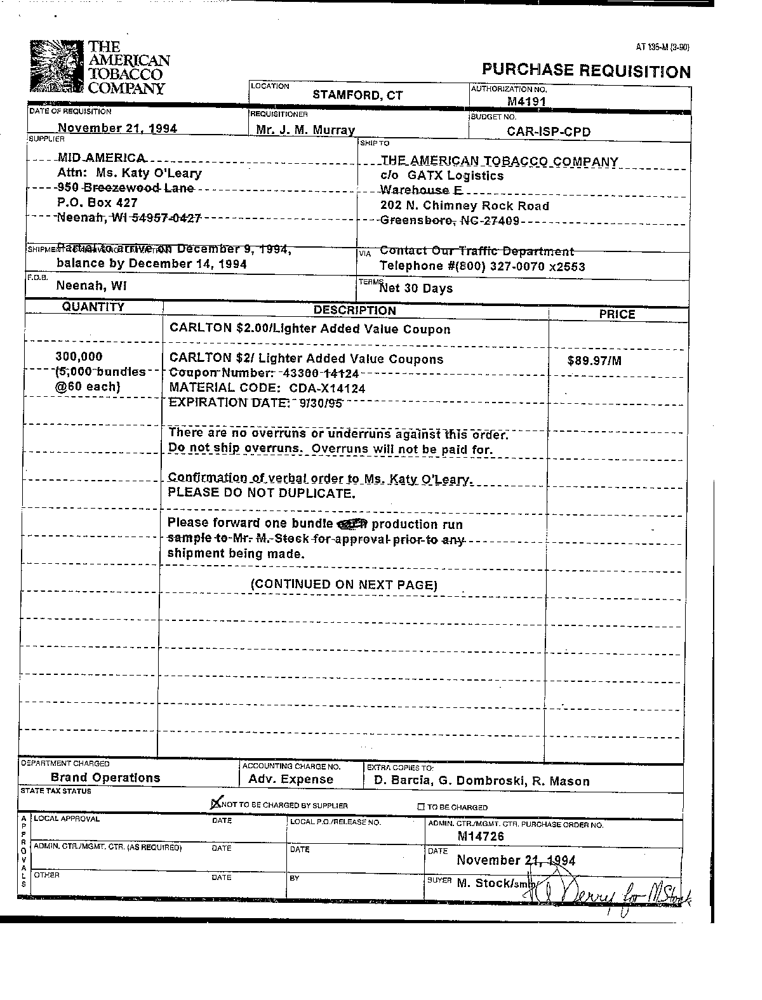 AT 135-M (3-90)
THE
AMERICAN
TOBACCO
COMPANY
PURCHASE REQUISITION
LOCATION
STAMFORD, CT
AUTHORIZATION NO.
M4191
DATE OF REQUISITION
November 21, 1994
REQUISITIONER
Mr. J. M. Murray
BUDGET NO.
CAR-ISP-CPD
SUPPLIER
MID AMERICA
Attn: Ms. Katy O'Leary
950 Breezewood Lane
P.O. Box 427
Neenah, WI 54957-0427
SHIP TO
THE AMERICAN TOBACCO COMPANY
c/o GATX Logistics
Warehouse E
202 N. Chimney Rock Road
Greensboro, NC 27409
Partial to arrive on December 9, 1994,
balance by December 14, 1994
VIA
Contact Our Traffic Department
Telephone #(800) 327-0070 x2553
F.O.B.
Neenah, WI
TERMS
Net 30 Days
QUANTITY DESCRIPTION PRICE
CARLTON $2.00/Lighter Added Value Coupon
300,000 CARLTON $2/ Lighter Added Value Coupons $89.97/M
(5,000 bundles Coupon Number: 43300 14124
@60 each) MATERIAL CODE: CDA-X14124
EXPIRATION DATE: 9/30/95
There are no overruns or underruns against this order.
Do not ship overruns. Overruns will not be paid for.
Confirmation of verbal order to Ms. Katy O'Leary.
PLEASE DO NOT DUPLICATE.
Please forward one bundle production run
sample to Mr. M. Stock for approval prior to any
shipment being made.
(CONTINUED ON NEXT PAGE)
DEPARTMENT CHARGED
Brand Operations
ACCOUNTING CHARGE NO.
Adv. Expense
EXTRA COPIES TO:
D. Barcia, G. Dombroski, R. Mason
STATE TAX STATUS
NOT TO BE CHARGED BY SUPPLIER
TO BE CHARGED
APPROVALS
LOCAL APPROVAL DATE LOCAL P.O./RELEASE NO.
ADMIN. CTR./MGMT. CTR. PURCHASE ORDER NO.
M14726
ADMIN. CTR./MGMT. CTR. (AS REQUIRED) DATE DATE
DATE
November 21, 1994
OTHER DATE BY
BUYER M. Stock/smb
for M Stock